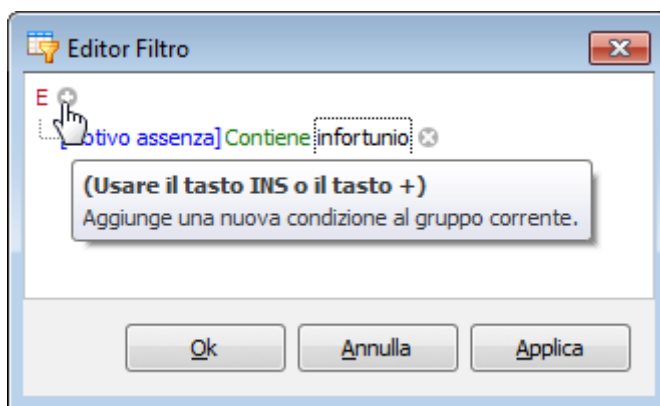 Editor Filtro
E
otivo assenza] Contiene infortunio
(Usare il tasto INS o il tasto +)
Aggiunge una nuova condizione al gruppo corrente.
Ok Annulla Applica